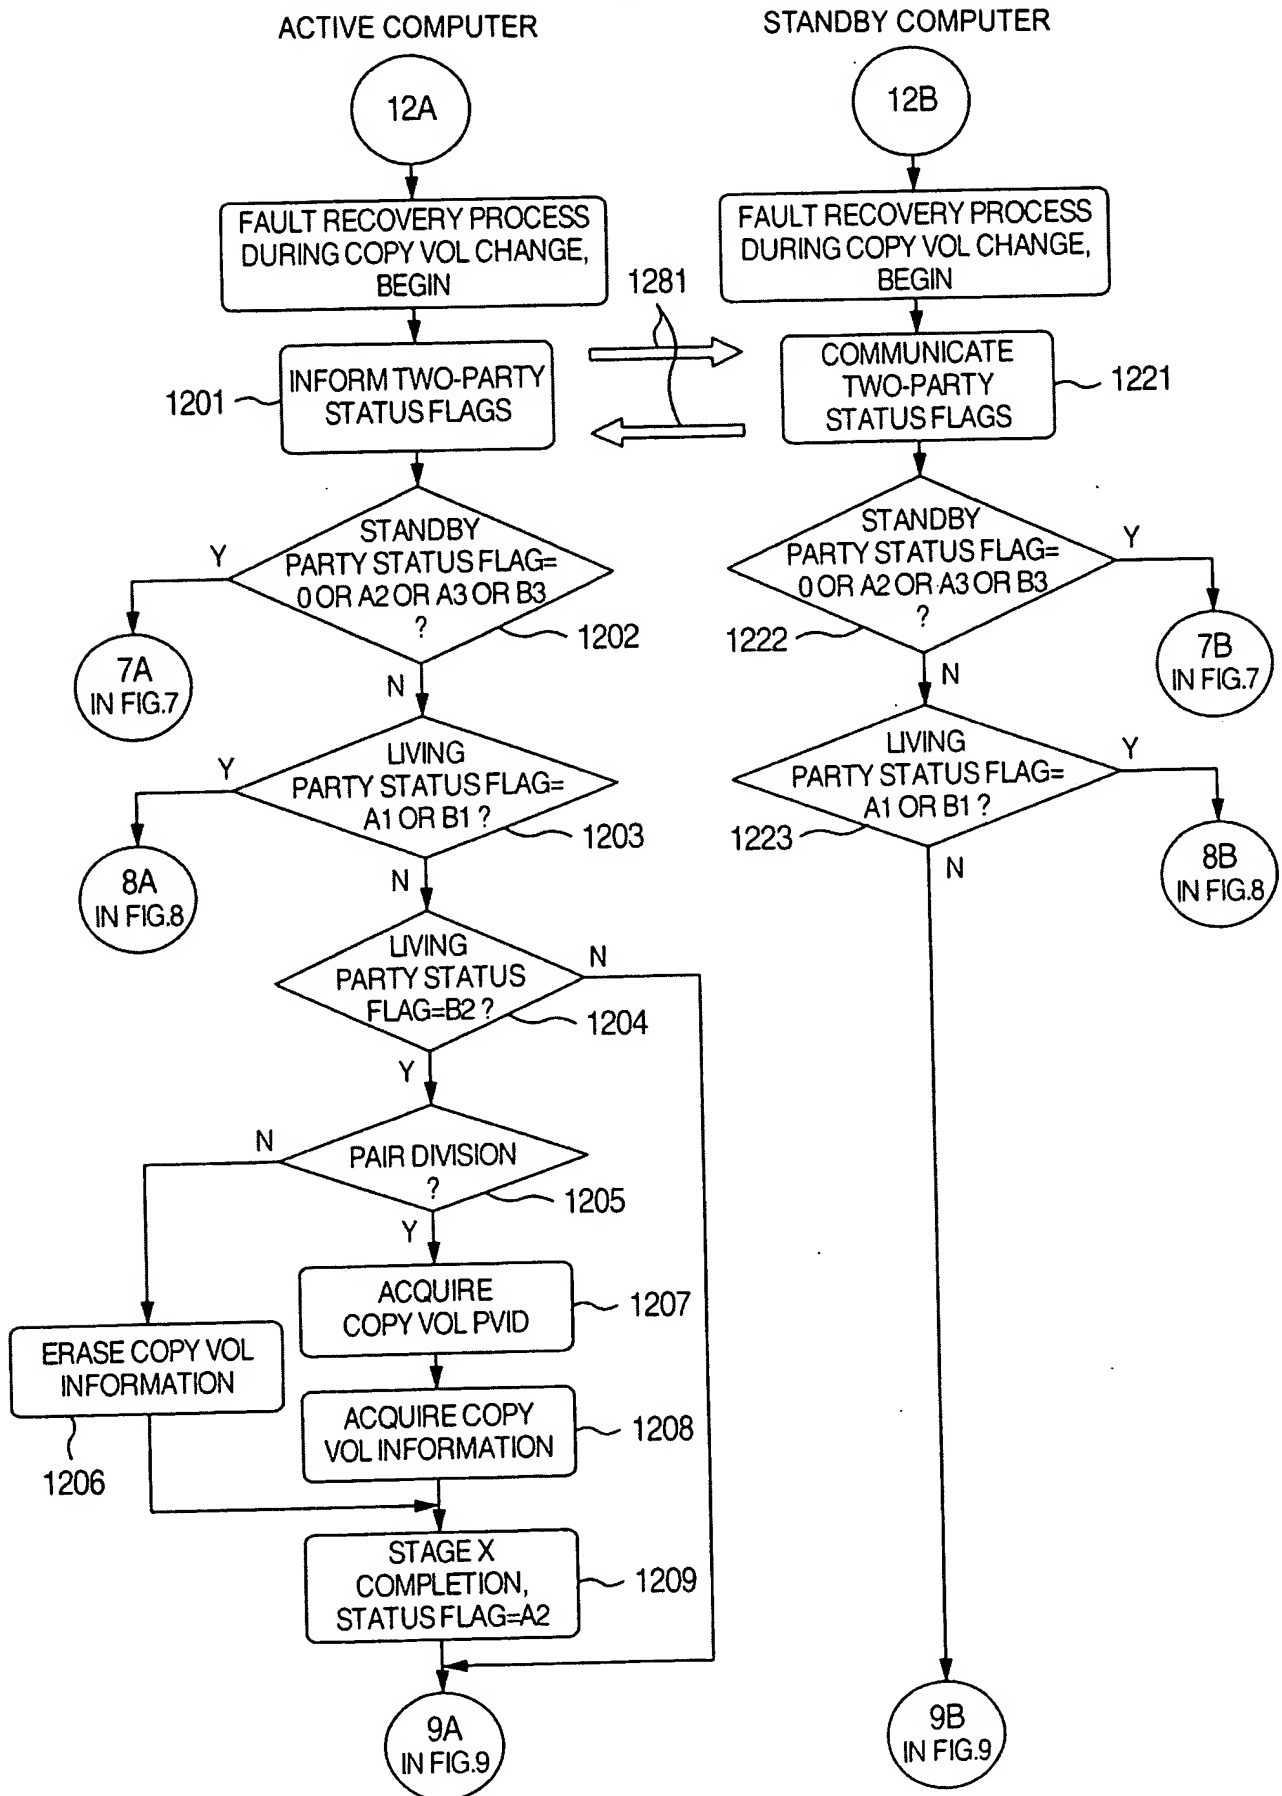 ACTIVE COMPUTER
STANDBY COMPUTER
12A
12B
FAULT RECOVERY PROCESS
DURING COPY VOL CHANGE,
BEGIN
FAULT RECOVERY PROCESS
DURING COPY VOL CHANGE,
BEGIN
1281
INFORM TWO-PARTY
STATUS FLAGS
1201
COMMUNICATE
TWO-PARTY
STATUS FLAGS
1221
STANDBY
PARTY STATUS FLAG=
0 OR A2 OR A3 OR B3
?
1202
Y
N
7A
IN FIG.7
STANDBY
PARTY STATUS FLAG=
0 OR A2 OR A3 OR B3
?
1222
Y
N
7B
IN FIG.7
LIVING
PARTY STATUS FLAG=
A1 OR B1 ?
1203
Y
N
8A
IN FIG.8
LIVING
PARTY STATUS FLAG=
A1 OR B1 ?
1223
Y
N
8B
IN FIG.8
LIVING
PARTY STATUS
FLAG=B2 ?
1204
N
Y
PAIR DIVISION
?
1205
N
Y
ACQUIRE
COPY VOL PVID
1207
ERASE COPY VOL
INFORMATION
1206
ACQUIRE COPY
VOL INFORMATION
1208
STAGE X
COMPLETION,
STATUS FLAG=A2
1209
9A
IN FIG.9
9B
IN FIG.9